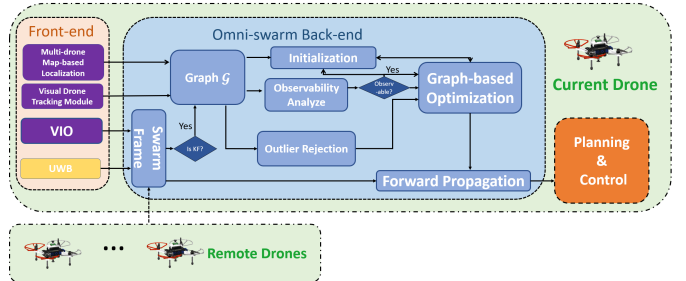 Front-end
Omni-swarm Back-end
Multi-drone
Map-based
Localization
Visual Drone
Tracking Module
VIO
UWB
Swarm
Frame
Graph 𝒢
Yes
Is KF?
Initialization
Observability
Analyze
Yes
Observ
-able?
Outlier Rejection
Graph-based
Optimization
Forward Propagation
Current Drone
Planning
&
Control
Remote Drones